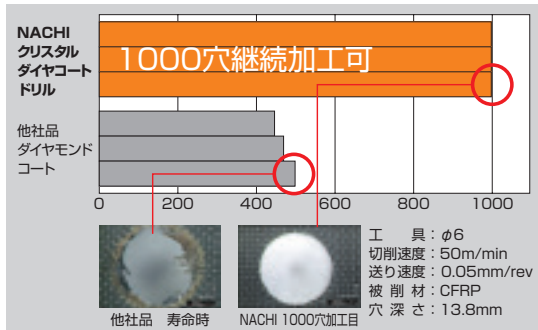 NACHI
クリスタル
ダイヤコート
ドリル
1000穴継続加工可
他社品
ダイヤモンド
コート
0 200 400 600 800 1000
他社品 寿命時
NACHI 1000穴加工目
工 具：φ6
切削速度：50m/min
送り速度：0.05mm/rev
被 削 材：CFRP
穴 深 さ：13.8mm